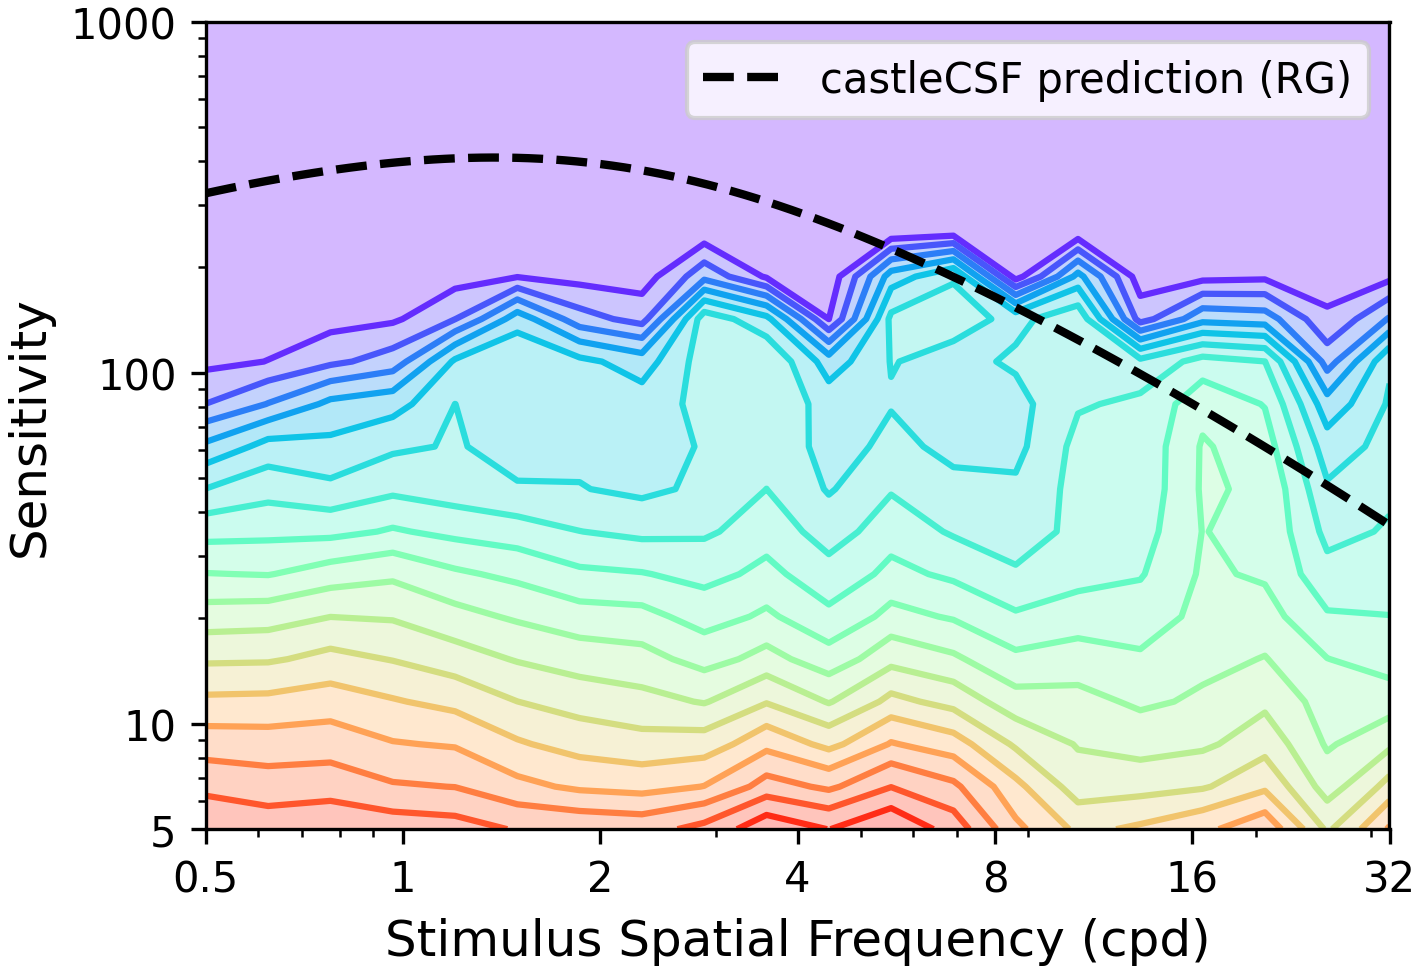 1000
castleCSF prediction (RG)
100
Sensitivity
10
5
0.5 1 2 4 8 16 32
Stimulus Spatial Frequency (cpd)